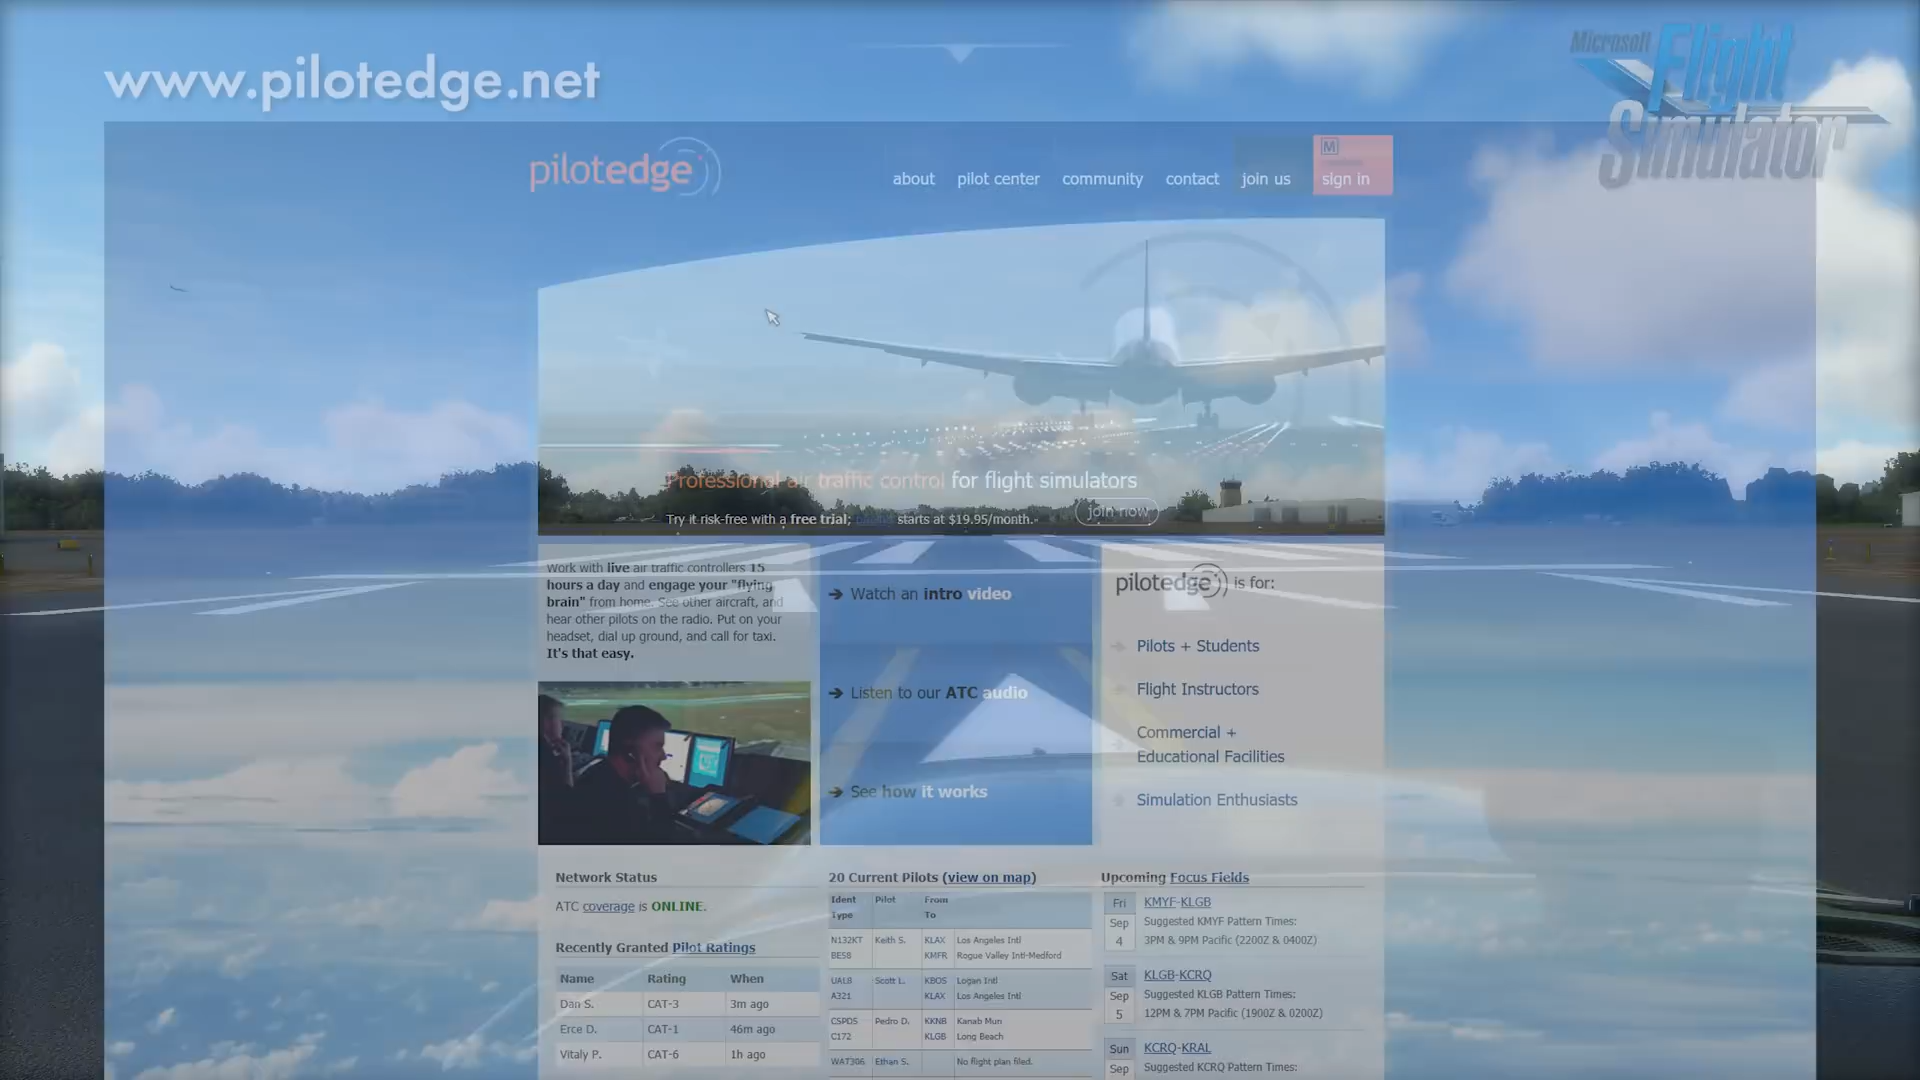 www.pilotedge.net
Microsoft
Flight
Simulator
pilotedge
about pilot center community contact join us
M
sign in
Professional air traffic control for flight simulators
Try it risk-free with a free trial; starts at $19.95/month.
join now
Work with live air traffic controllers 15
hours a day and engage your "flying
brain" from home. See other aircraft, and
hear other pilots on the radio. Put on your
headset, dial up ground, and call for taxi.
It's that easy.
Watch an intro video
Listen to our ATC audio
See how it works
pilotedge is for:
Pilots + Students
Flight Instructors
Commercial +
Educational Facilities
Simulation Enthusiasts
Network Status
ATC coverage is ONLINE.
Recently Granted Pilot Ratings
Name Rating When
Dan S. CAT-3 3m ago
Erce D. CAT-1 46m ago
Vitaly P. CAT-6 1h ago
20 Current Pilots (view on map)
Ident Pilot From
Type To
N132KT Keith S. KLAX Los Angeles Intl
BE58 KMFR Rogue Valley Intl-Medford
UAL8 Scott L. KBOS Logan Intl
A321 KLAX Los Angeles Intl
CSPDS Pedro D. KKNB Kanab Mun
C172 KLGB Long Beach
WAT306 Ethan S. No flight plan filed.
Upcoming Focus Fields
Fri KMYF-KLGB
Sep Suggested KMYF Pattern Times:
4 3PM & 9PM Pacific (2200Z & 0400Z)
Sat KLGB-KCRQ
Sep Suggested KLGB Pattern Times:
5 12PM & 7PM Pacific (1900Z & 0200Z)
Sun KCRQ-KRAL
Sep Suggested KCRQ Pattern Times: